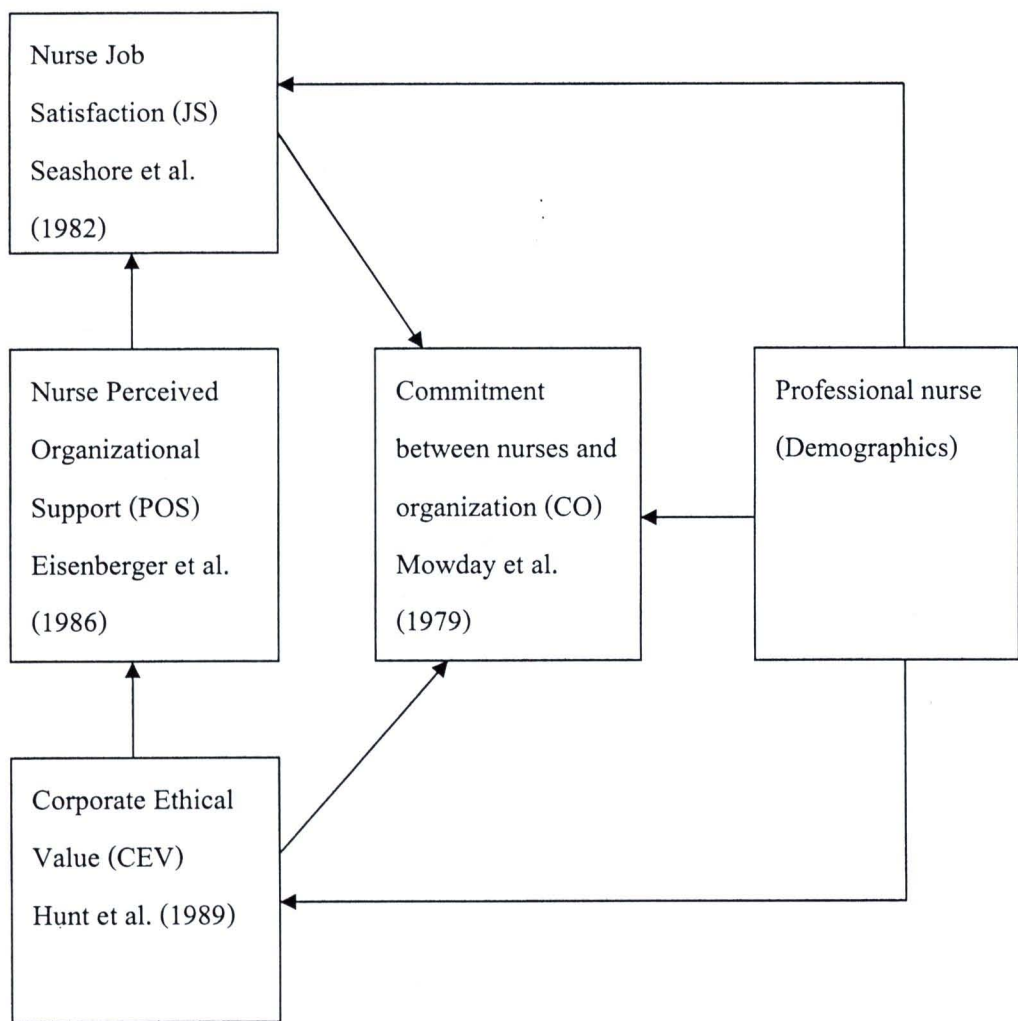 Nurse Job
Satisfaction (JS)
Seashore et al.
(1982)
Nurse Perceived
Organizational
Support (POS)
Eisenberger et al.
(1986)
Commitment
between nurses and
organization (CO)
Mowday et al.
(1979)
Professional nurse
(Demographics)
Corporate Ethical
Value (CEV)
Hunt et al. (1989)